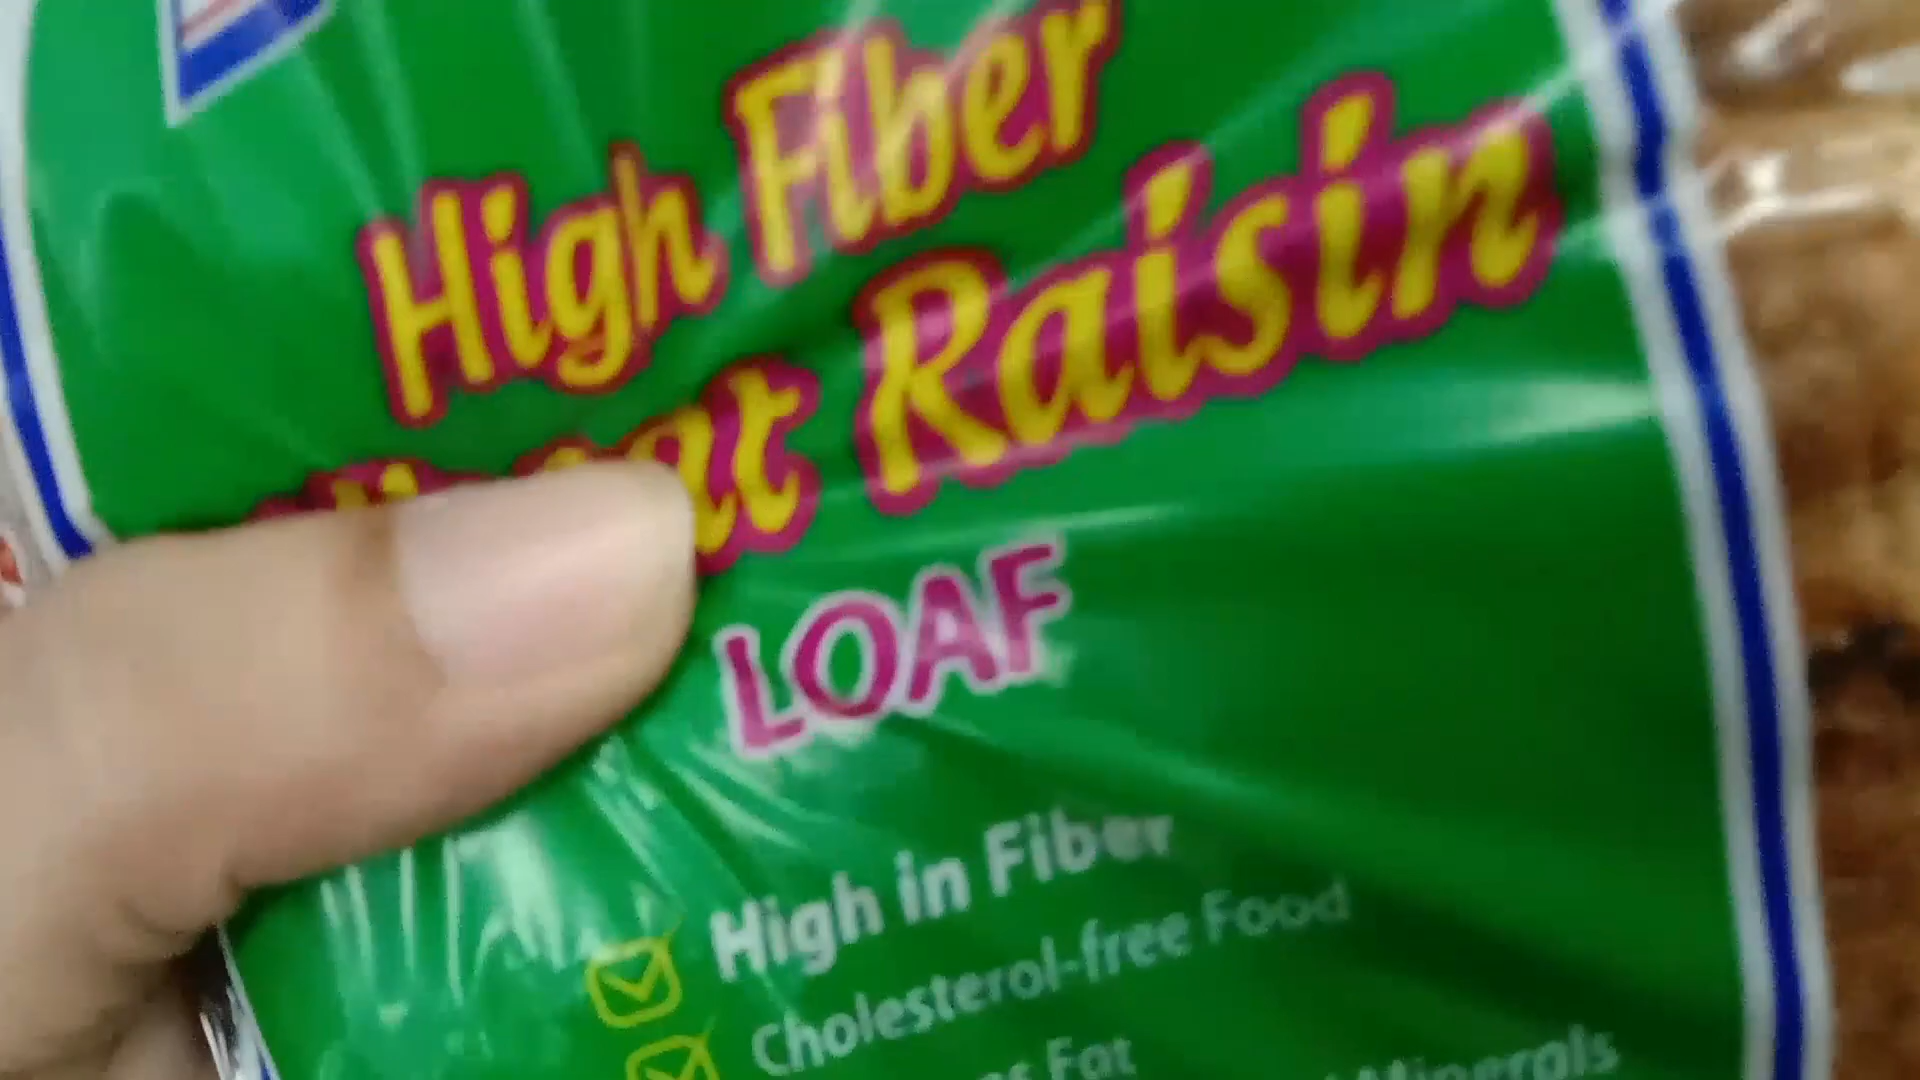 High Fiber
Raisin
LOAF
High in Fiber
Cholesterol-free Food
Fat
Minerals